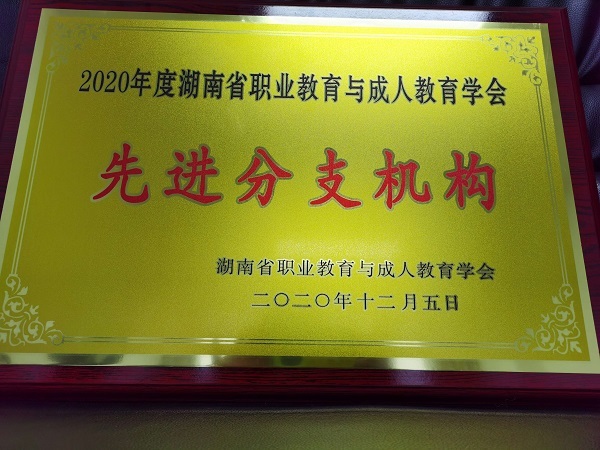 2020年度湖南省职业教育与成人教育学会
先进分支机构
湖南省职业教育与成人教育学会
二〇二〇年十二月五日